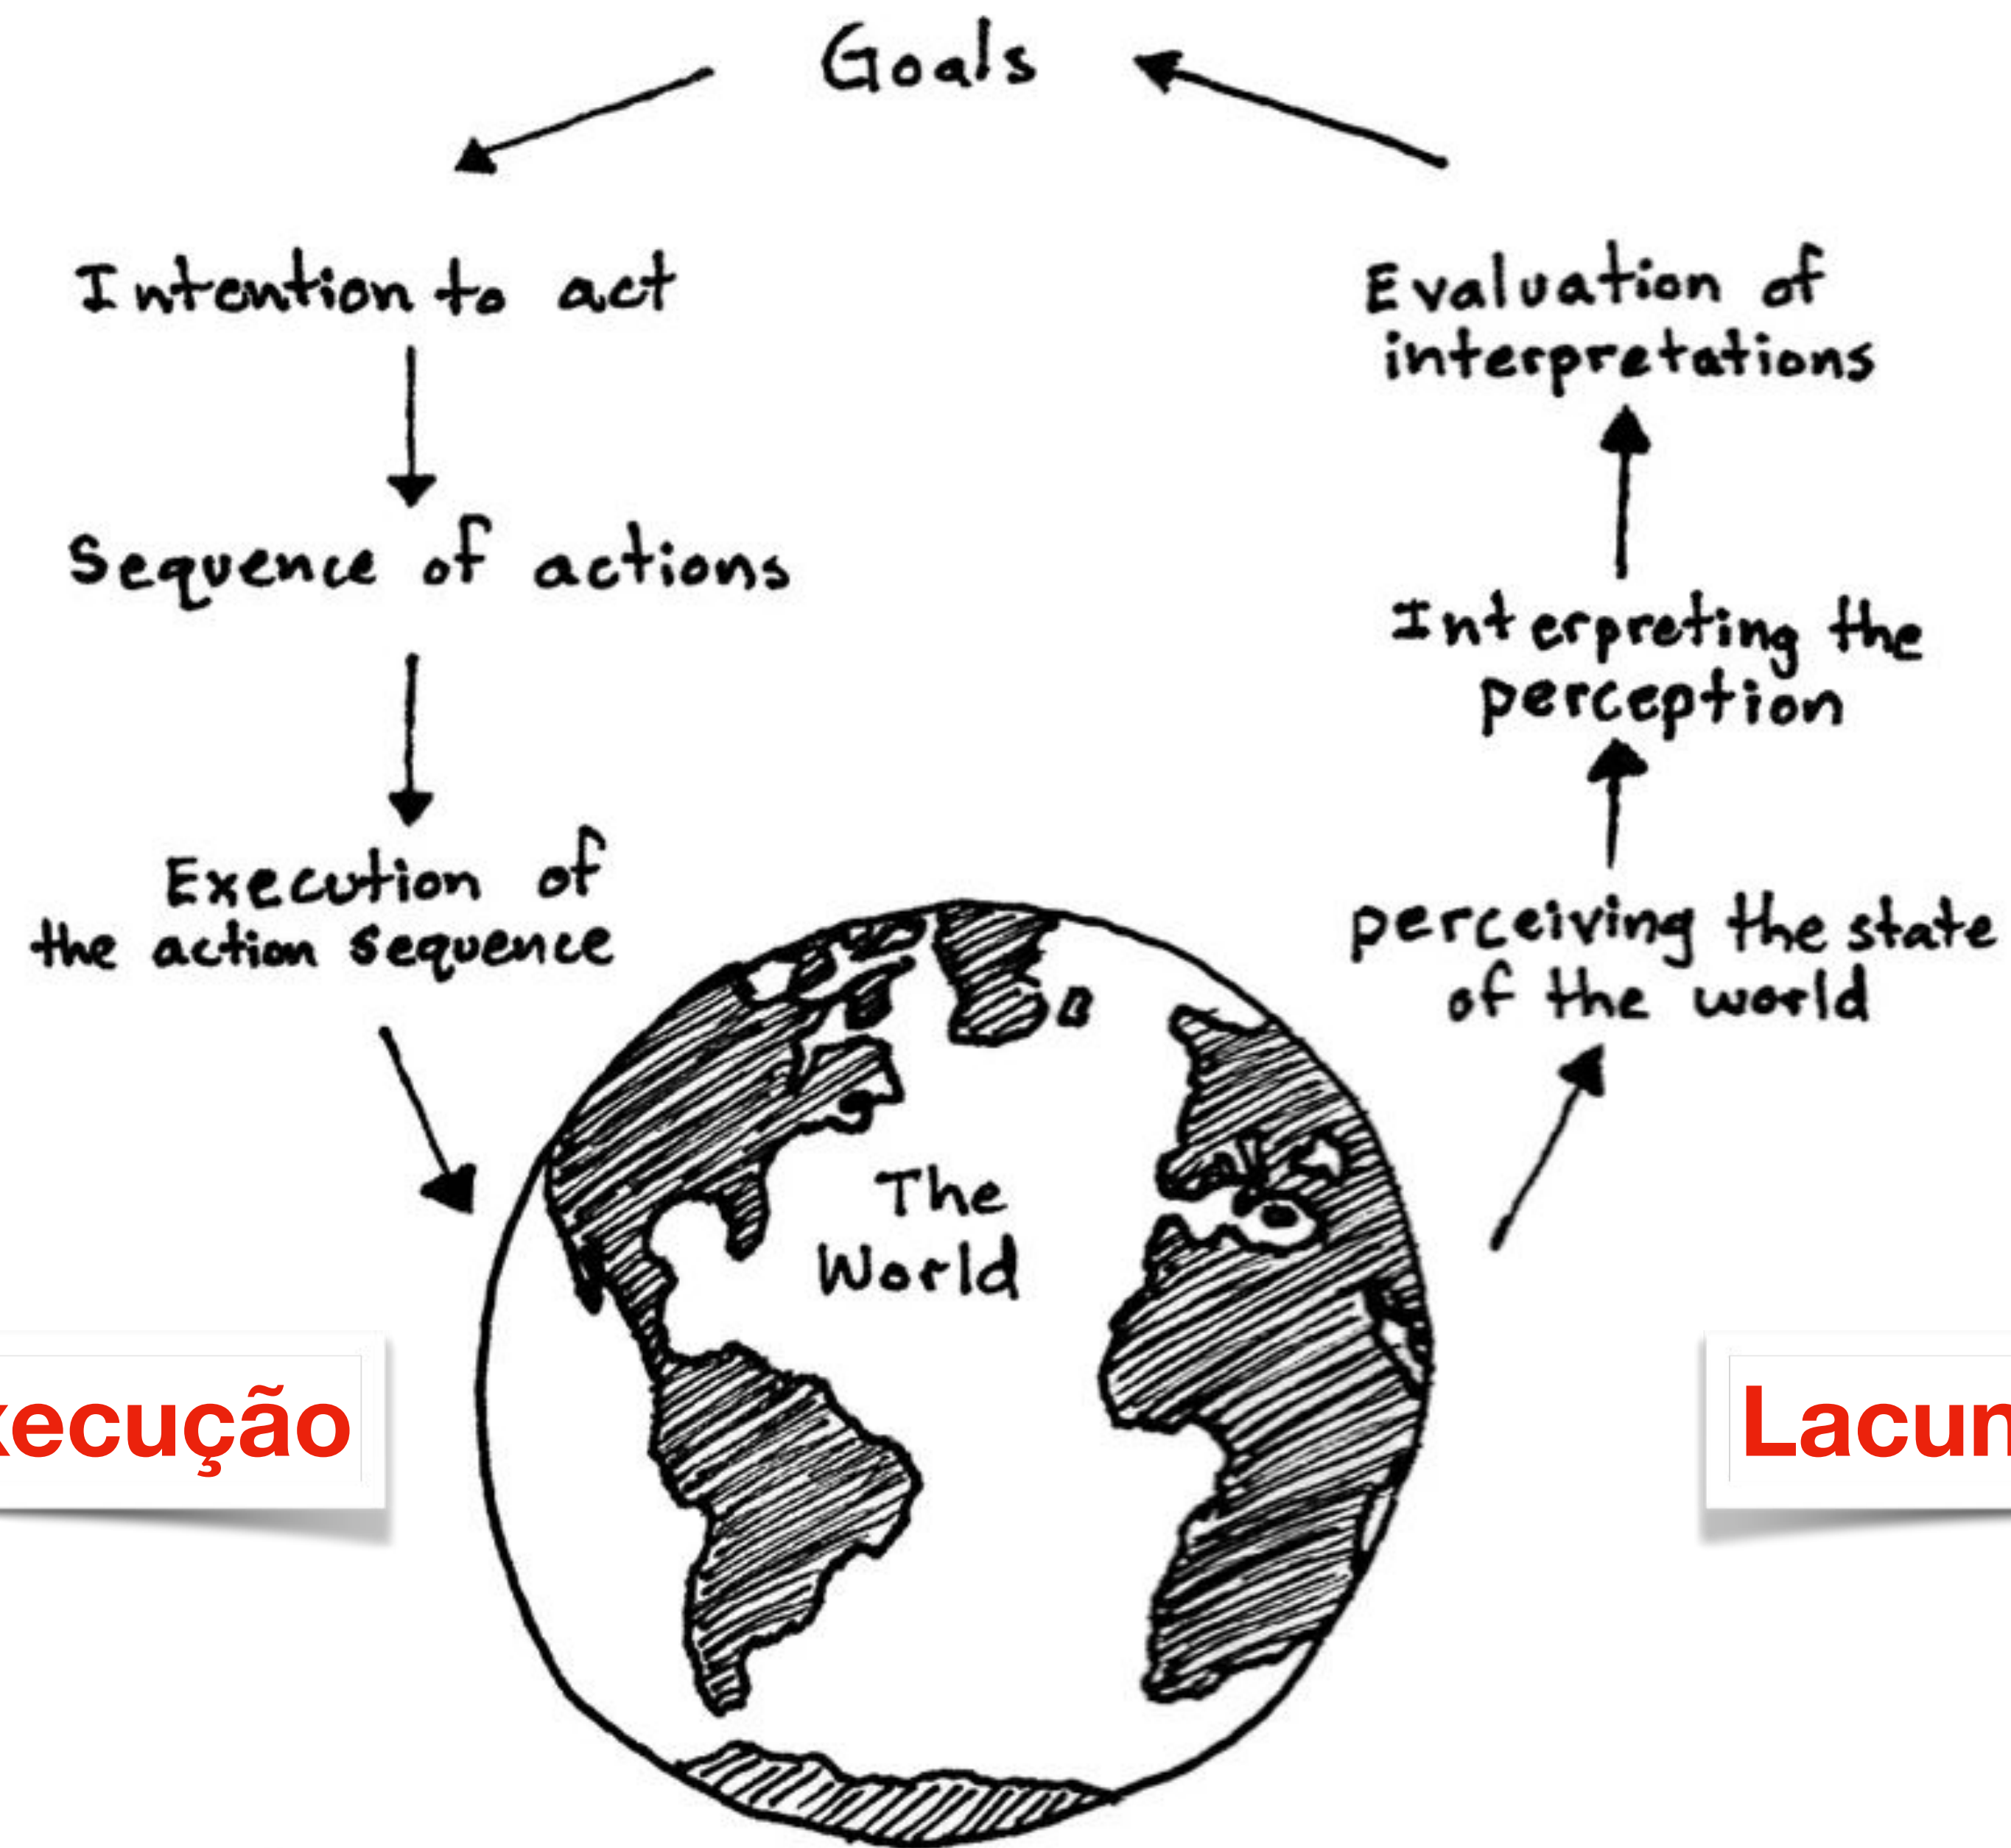 Goals
Intention to act
Sequence of actions
Execution of
the action sequence
The
World
perceiving the state
of the world
Interpreting the
perception
Evaluation of
interpretations
xecução
Lacun